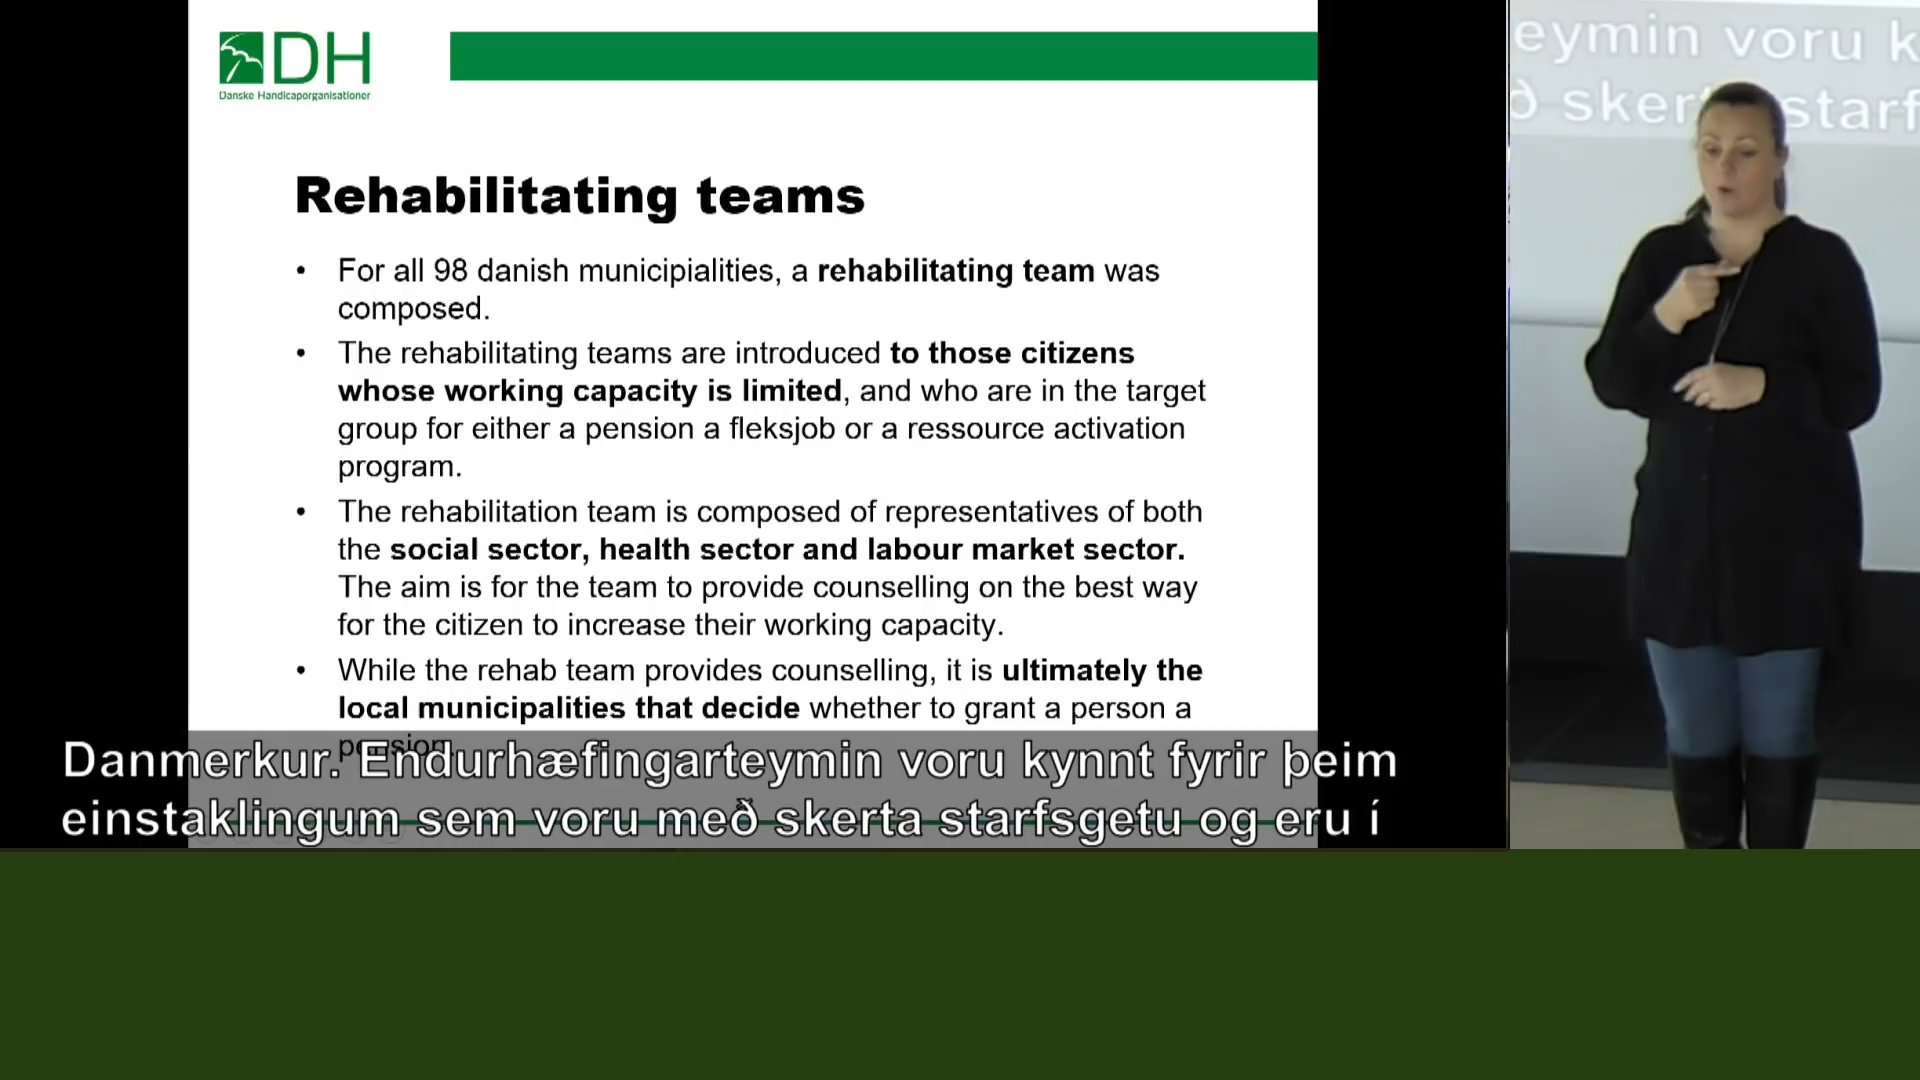 DH
Danske Handicaporganisationer
Rehabilitating teams
• For all 98 danish municipialities, a rehabilitating team was
composed.
• The rehabilitating teams are introduced to those citizens
whose working capacity is limited, and who are in the target
group for either a pension a fleksjob or a ressource activation
program.
• The rehabilitation team is composed of representatives of both
the social sector, health sector and labour market sector.
The aim is for the team to provide counselling on the best way
for the citizen to increase their working capacity.
• While the rehab team provides counselling, it is ultimately the
local municipalities that decide whether to grant a person a
pension.
Danmerkur. Endurhæfingarteymin voru kynnt fyrir þeim
einstaklingum sem voru með skerta starfsgetu og eru í
eymin voru k
ð skert starf